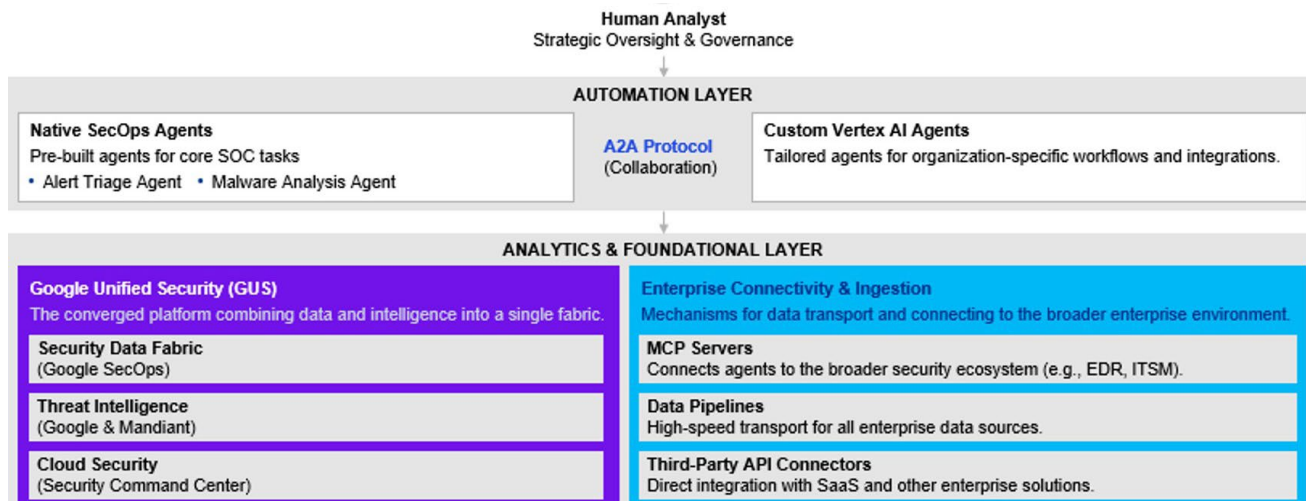 Human Analyst
Strategic Oversight & Governance
AUTOMATION LAYER
Native SecOps Agents
Pre-built agents for core SOC tasks
• Alert Triage Agent • Malware Analysis Agent
A2A Protocol
(Collaboration)
Custom Vertex AI Agents
Tailored agents for organization-specific workflows and integrations.
ANALYTICS & FOUNDATIONAL LAYER
Google Unified Security (GUS)
The converged platform combining data and intelligence into a single fabric.
Security Data Fabric
(Google SecOps)
Threat Intelligence
(Google & Mandiant)
Cloud Security
(Security Command Center)
Enterprise Connectivity & Ingestion
Mechanisms for data transport and connecting to the broader enterprise environment.
MCP Servers
Connects agents to the broader security ecosystem (e.g., EDR, ITSM).
Data Pipelines
High-speed transport for all enterprise data sources.
Third-Party API Connectors
Direct integration with SaaS and other enterprise solutions.